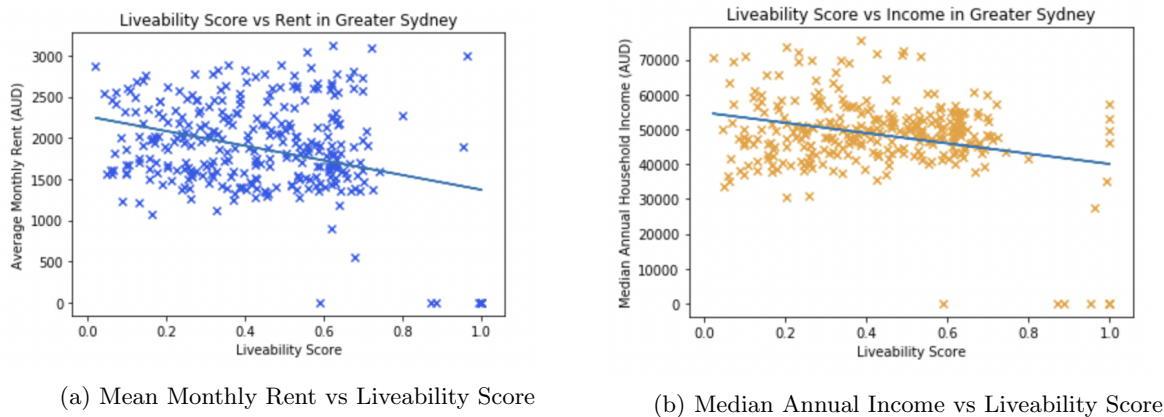 Liveability Score vs Rent in Greater Sydney
3000
2500
2000
1500
1000
500
0
Average Monthly Rent (AUD)
0.0 0.2 0.4 0.6 0.8 1.0
Liveability Score
(a) Mean Monthly Rent vs Liveability Score
Liveability Score vs Income in Greater Sydney
70000
60000
50000
40000
30000
20000
10000
0
Median Annual Household Income (AUD)
0.0 0.2 0.4 0.6 0.8 1.0
Liveability Score
(b) Median Annual Income vs Liveability Score